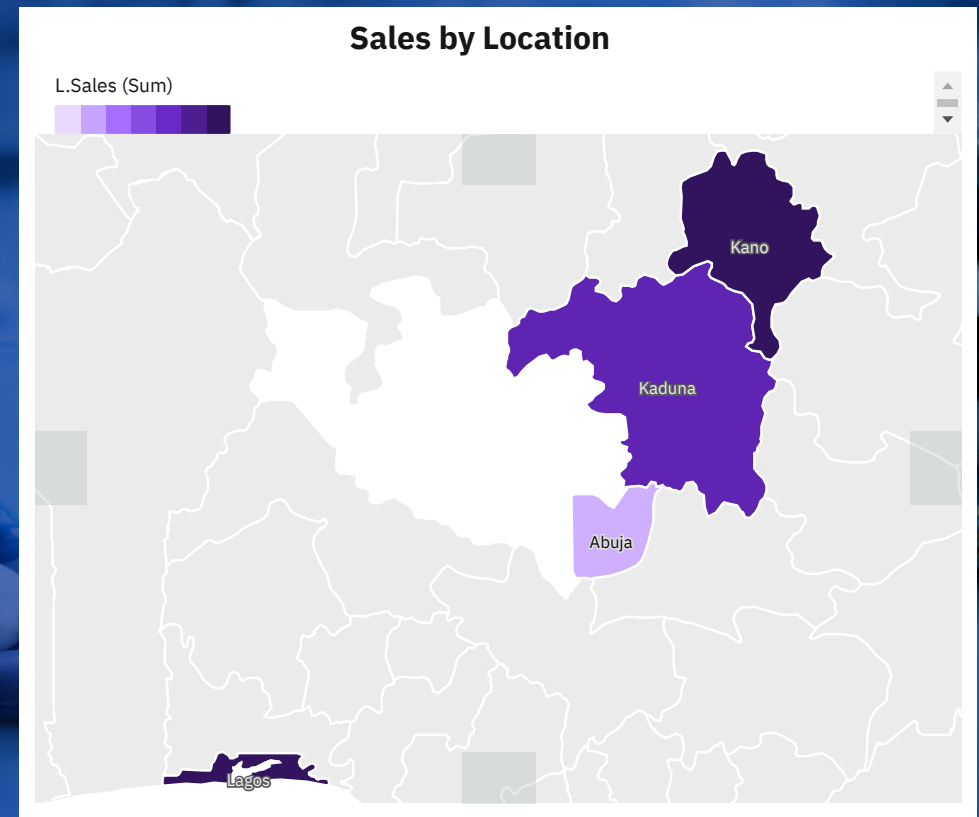 Sales by Location
L.Sales (Sum)
Kano
Kaduna
Abuja
Lagos